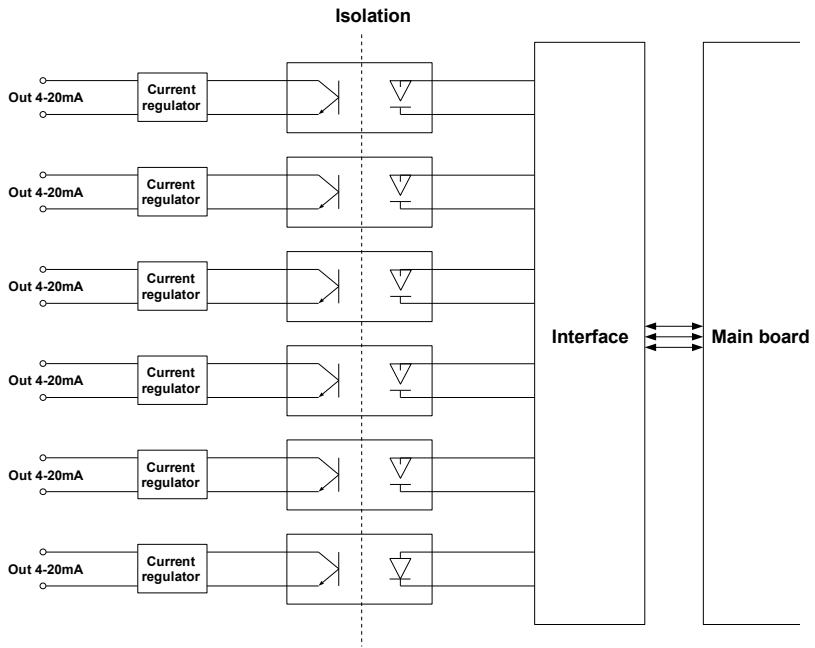 Isolation
Out 4-20mA
Current
regulator
Out 4-20mA
Current
regulator
Out 4-20mA
Current
regulator
Interface
Main board
Out 4-20mA
Current
regulator
Out 4-20mA
Current
regulator
Out 4-20mA
Current
regulator